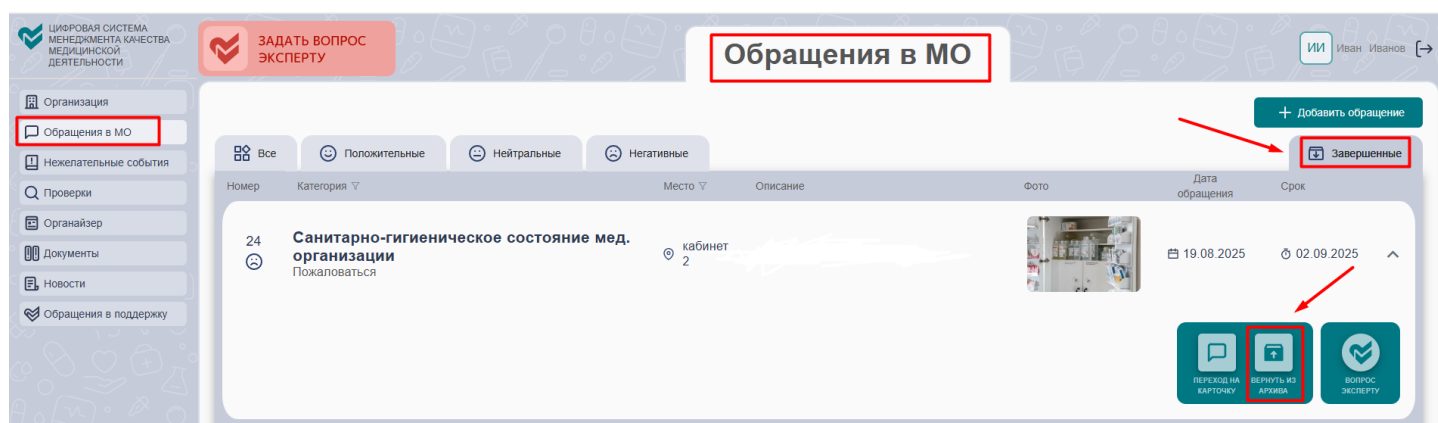 ЦИФРОВАЯ СИСТЕМА
МЕНЕДЖМЕНТА КАЧЕСТВА
МЕДИЦИНСКОЙ
ДЕЯТЕЛЬНОСТИ
ЗАДАТЬ ВОПРОС
ЭКСПЕРТУ
Обращения в МО
ИИ Иван Иванов
Организация
Обращения в МО
Нежелательные события
Проверки
Органайзер
Документы
Новости
Обращения в поддержку
+ Добавить обращение
Все
Положительные
Нейтральные
Негативные
Завершенные
Номер
Категория
Место
Описание
Фото
Дата
обращения
Срок
24
Санитарно-гигиеническое состояние мед.
организации
Пожаловаться
кабинет
2
19.08.2025
02.09.2025
ПЕРЕХОД НА
КАРТОЧКУ
ВЕРНУТЬ ИЗ
АРХИВА
ВОПРОС
ЭКСПЕРТУ